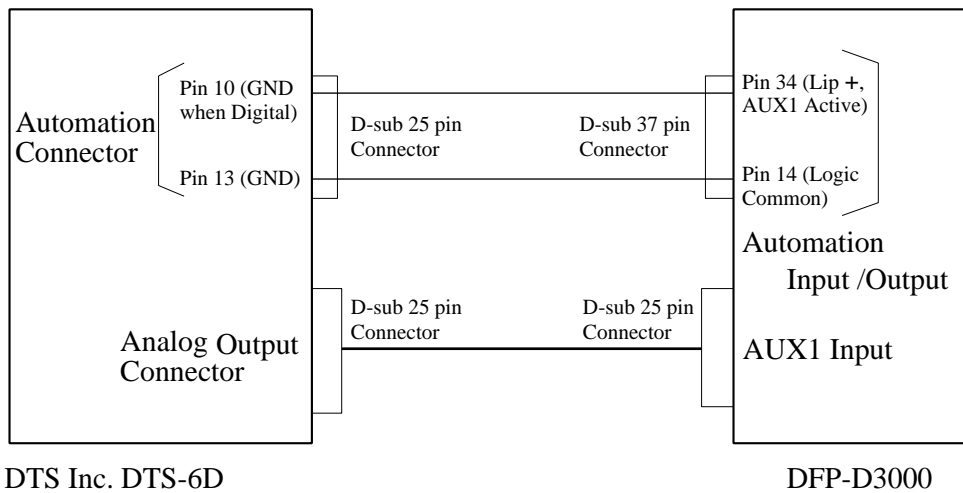 Pin 10 (GND
when Digital)
Automation
Connector
Pin 13 (GND)
D-sub 25 pin
Connector
D-sub 37 pin
Connector
Pin 34 (Lip +,
AUX1 Active)
Pin 14 (Logic
Common)
Automation
Input /Output
D-sub 25 pin
Connector
D-sub 25 pin
Connector
Analog Output
Connector
AUX1 Input
DTS Inc. DTS-6D
DFP-D3000